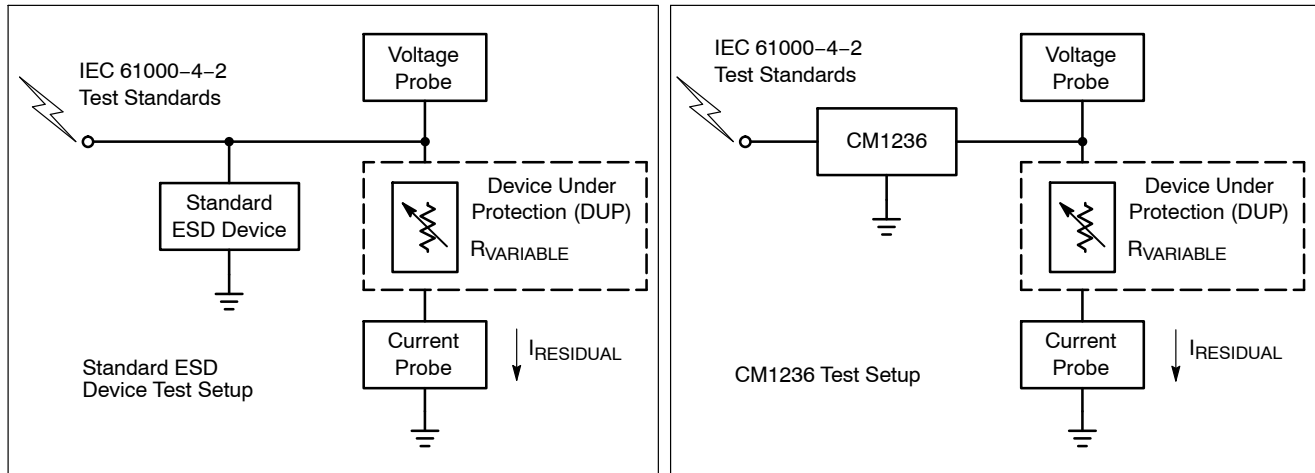 IEC 61000−4−2
Test Standards
Voltage
Probe
Standard
ESD Device
Device Under
Protection (DUP)
RVARIABLE
Current
Probe
IRESIDUAL
Standard ESD
Device Test Setup
IEC 61000−4−2
Test Standards
Voltage
Probe
CM1236
Device Under
Protection (DUP)
RVARIABLE
Current
Probe
IRESIDUAL
CM1236 Test Setup